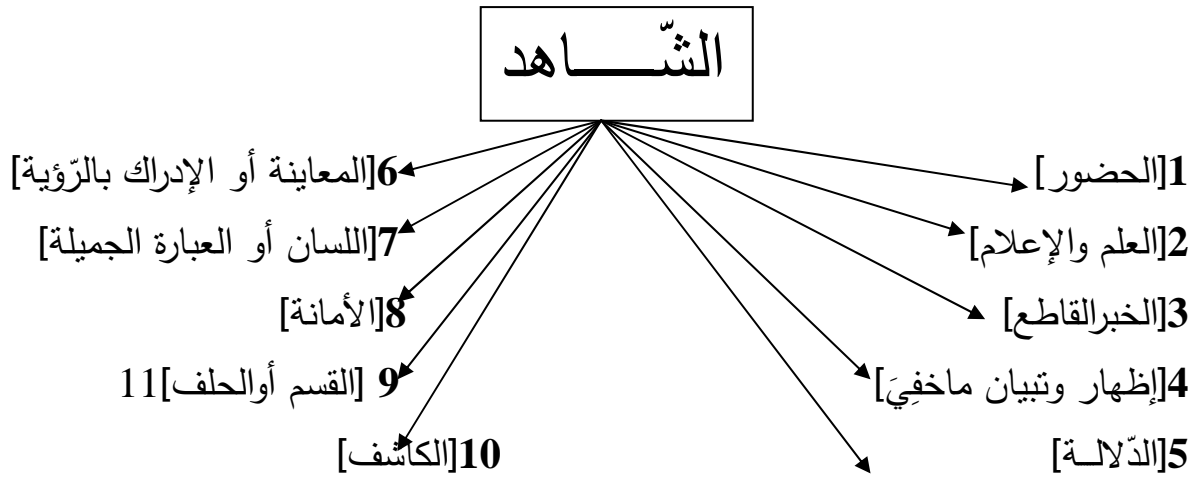 الشّـــــاهد
1[الحضور]
6[المعاينة أو الإدراك بالرّؤية]
2[العلم والإعلام]
7[اللسان أو العبارة الجميلة]
3[الخبرالقاطع]
8[الأمانة]
4[إظهار وتبيان ماخفِيَ]
9 [القسم أوالحلف]11
5[الدّلالــة]
10[الكاشف]